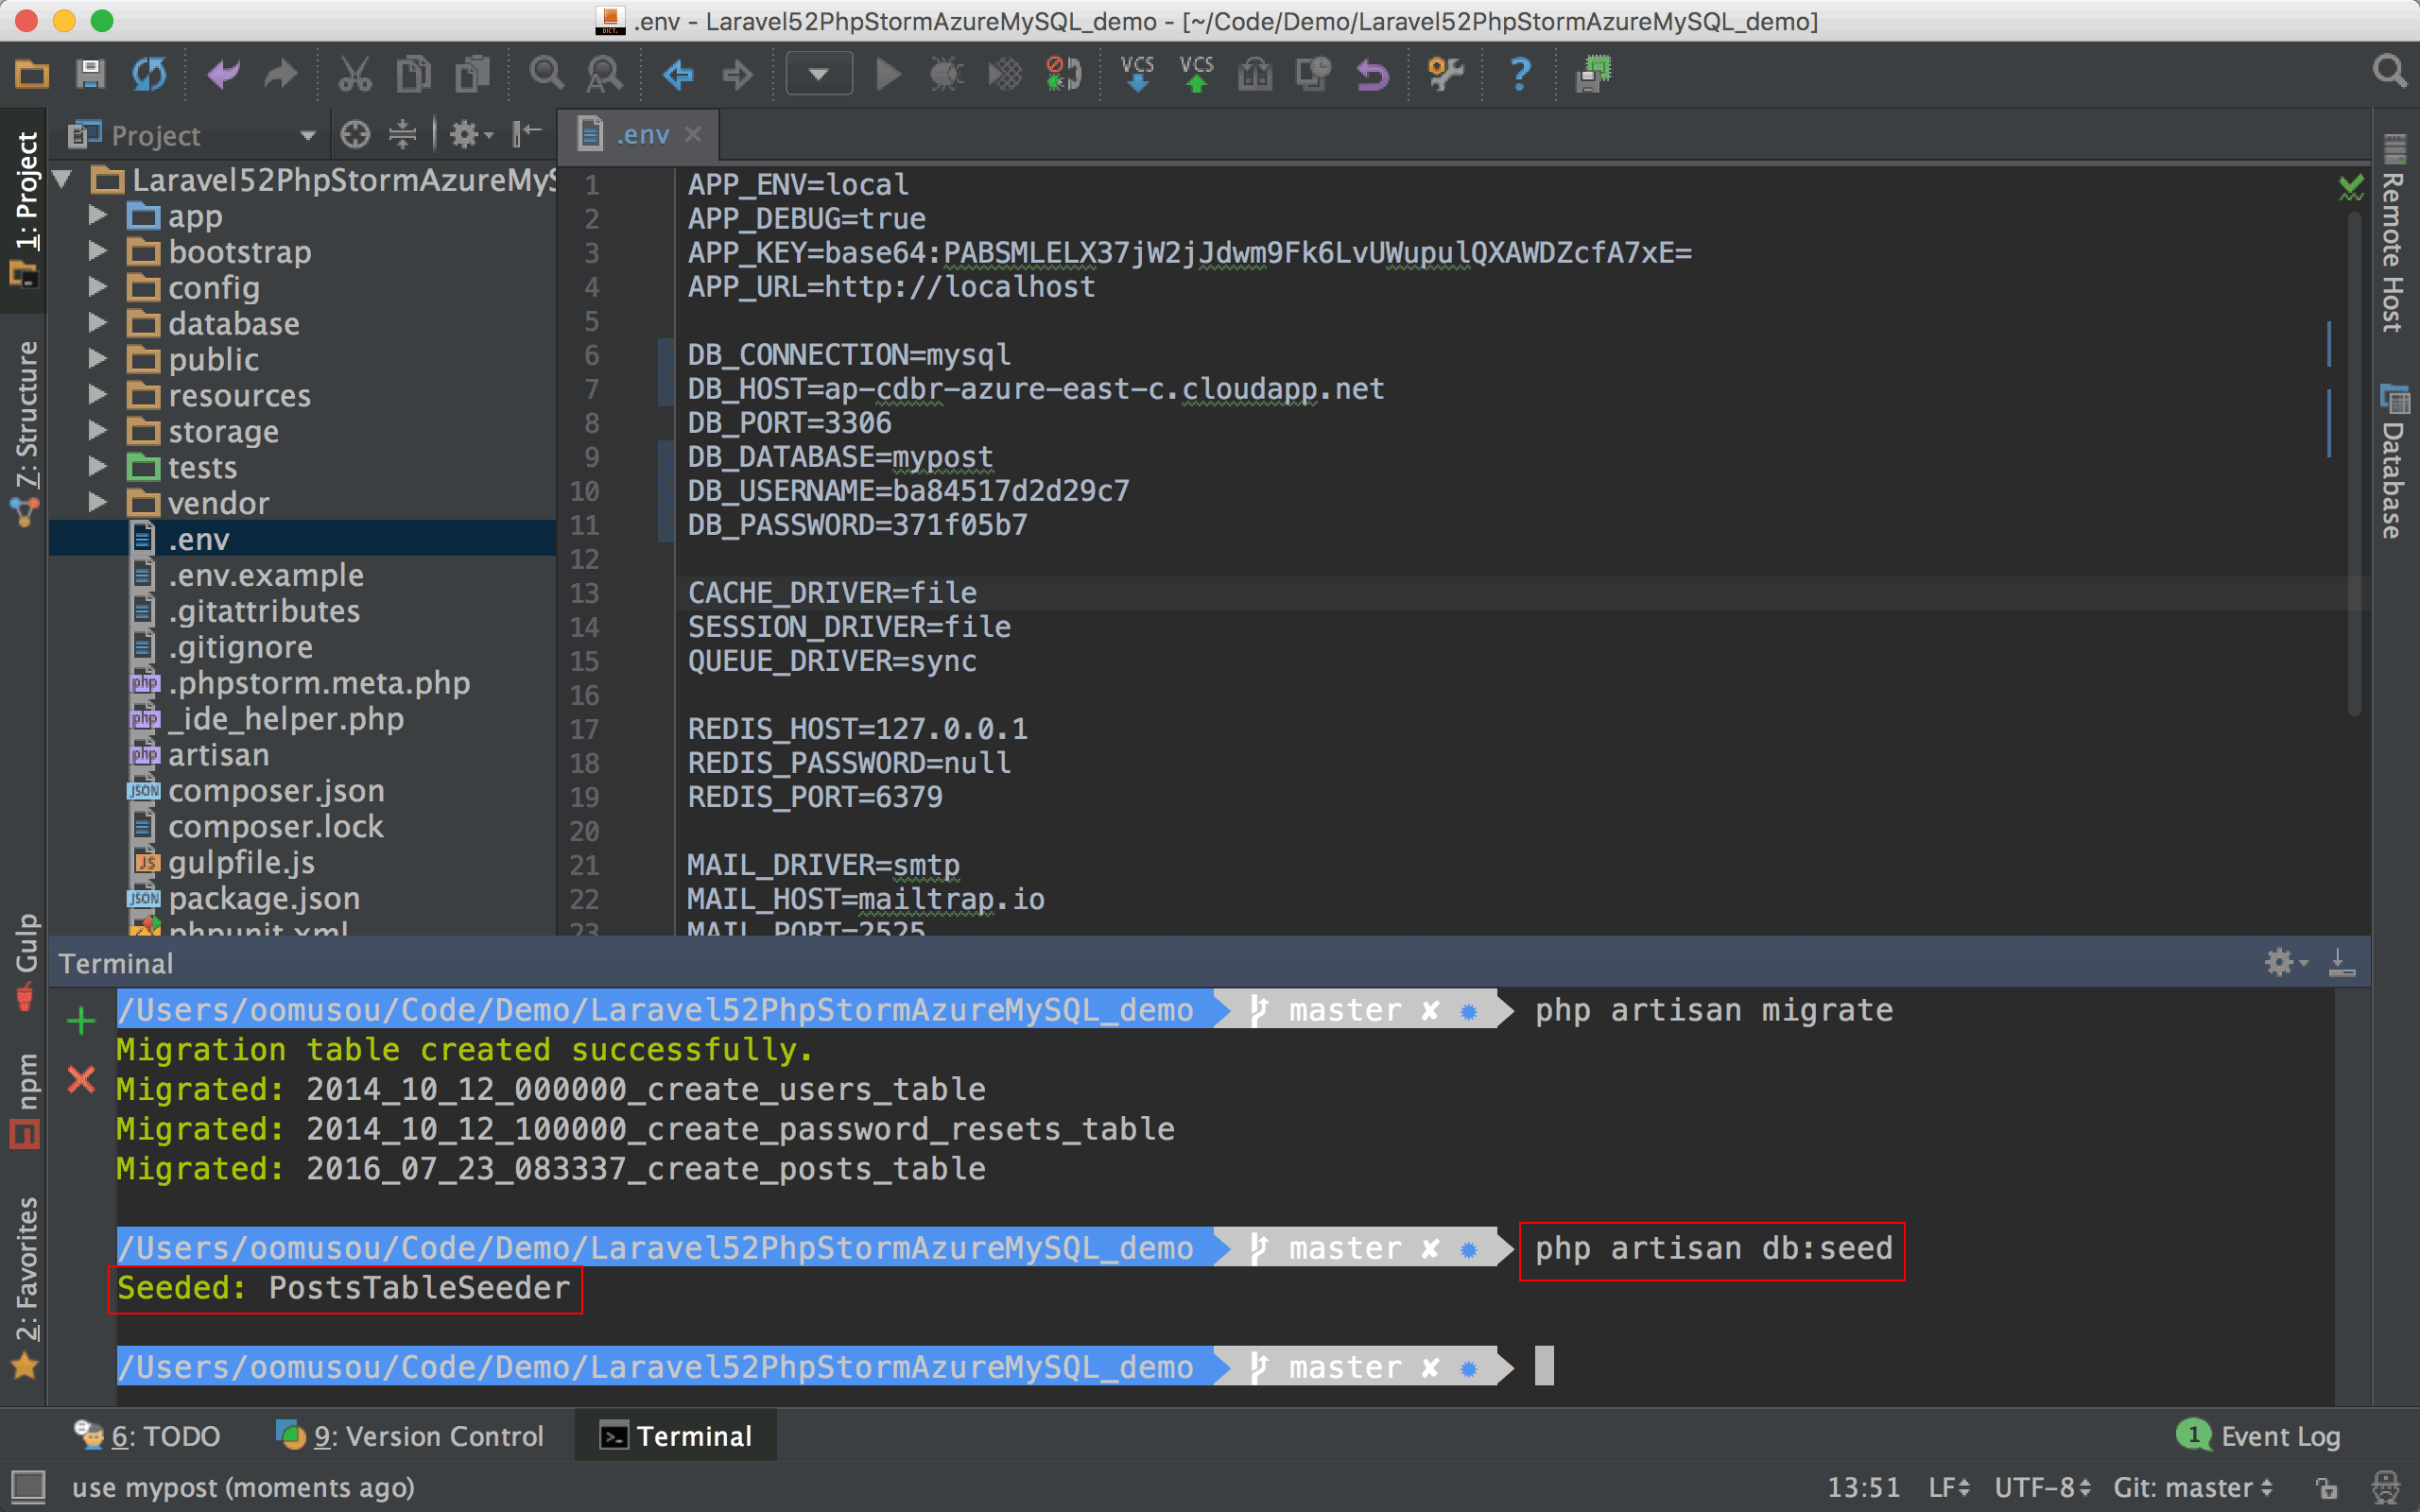 .env - Laravel52PhpStormAzureMySQL_demo - [~/Code/Demo/Laravel52PhpStormAzureMySQL_demo]
VCS VCS
1: Project
7: Structure
Gulp
npm
2: Favorites
Project
Laravel52PhpStormAzureMyS
app
bootstrap
config
database
public
resources
storage
tests
vendor
.env
.env.example
.gitattributes
.gitignore
.phpstorm.meta.php
_ide_helper.php
artisan
composer.json
composer.lock
gulpfile.js
package.json
phpunit.xml
.env
1 APP_ENV=local
2 APP_DEBUG=true
3 APP_KEY=base64:PABSMLELX37jW2jJdwm9Fk6LvUWupulQXAWDZcfA7xE=
4 APP_URL=http://localhost
5
6 DB_CONNECTION=mysql
7 DB_HOST=ap-cdbr-azure-east-c.cloudapp.net
8 DB_PORT=3306
9 DB_DATABASE=mypost
10 DB_USERNAME=ba84517d2d29c7
11 DB_PASSWORD=371f05b7
12
13 CACHE_DRIVER=file
14 SESSION_DRIVER=file
15 QUEUE_DRIVER=sync
16
17 REDIS_HOST=127.0.0.1
18 REDIS_PASSWORD=null
19 REDIS_PORT=6379
20
21 MAIL_DRIVER=smtp
22 MAIL_HOST=mailtrap.io
23 MAIL_PORT=2525
Remote Host
Database
Terminal
/Users/oomusou/Code/Demo/Laravel52PhpStormAzureMySQL_demo master ✘ php artisan migrate
Migration table created successfully.
Migrated: 2014_10_12_000000_create_users_table
Migrated: 2014_10_12_100000_create_password_resets_table
Migrated: 2016_07_23_083337_create_posts_table
/Users/oomusou/Code/Demo/Laravel52PhpStormAzureMySQL_demo master ✘ php artisan db:seed
Seeded: PostsTableSeeder
/Users/oomusou/Code/Demo/Laravel52PhpStormAzureMySQL_demo master ✘
6: TODO 9: Version Control Terminal 1 Event Log
use mypost (moments ago) 13:51 LF UTF-8 Git: master